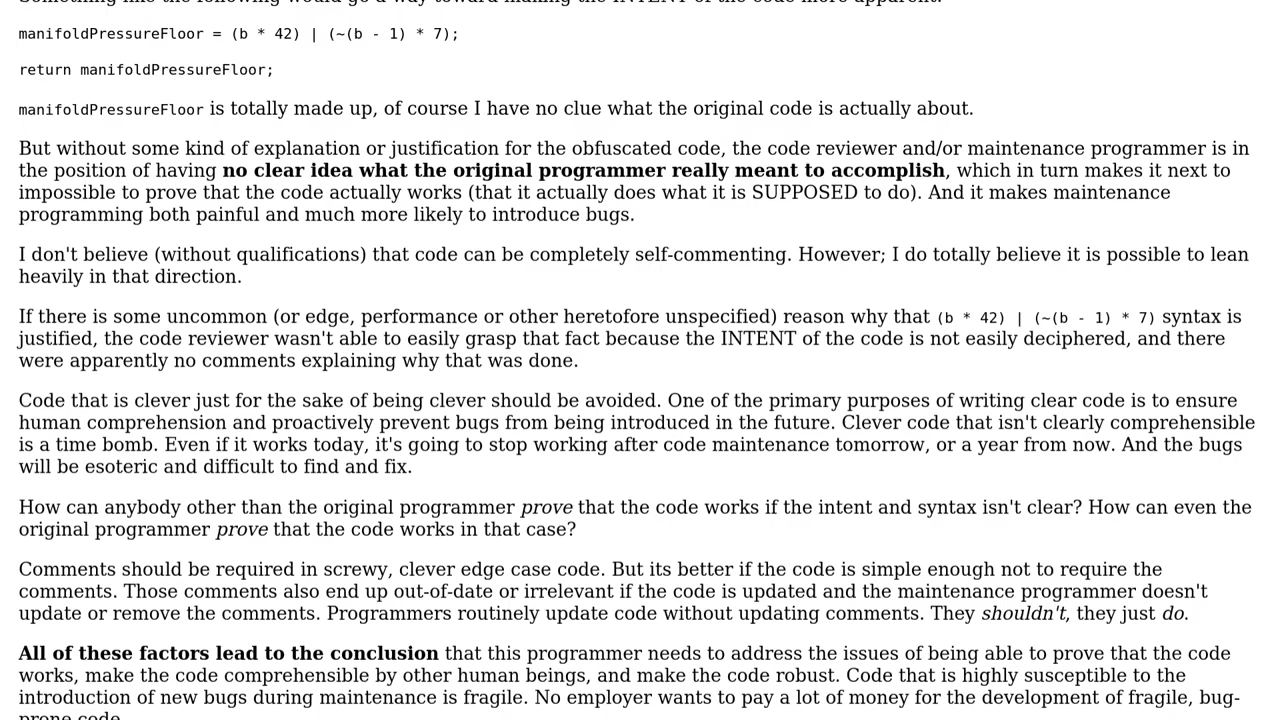 Something like the following would go a way toward making the INTENT of the code more apparent.
manifoldPressureFloor = (b * 42) | (~(b - 1) * 7);
return manifoldPressureFloor;
manifoldPressureFloor is totally made up, of course I have no clue what the original code is actually about.
But without some kind of explanation or justification for the obfuscated code, the code reviewer and/or maintenance programmer is in
the position of having no clear idea what the original programmer really meant to accomplish, which in turn makes it next to
impossible to prove that the code actually works (that it actually does what it is SUPPOSED to do). And it makes maintenance
programming both painful and much more likely to introduce bugs.
I don't believe (without qualifications) that code can be completely self-commenting. However; I do totally believe it is possible to lean
heavily in that direction.
If there is some uncommon (or edge, performance or other heretofore unspecified) reason why that (b * 42) | (~(b - 1) * 7) syntax is
justified, the code reviewer wasn't able to easily grasp that fact because the INTENT of the code is not easily deciphered, and there
were apparently no comments explaining why that was done.
Code that is clever just for the sake of being clever should be avoided. One of the primary purposes of writing clear code is to ensure
human comprehension and proactively prevent bugs from being introduced in the future. Clever code that isn't clearly comprehensible
is a time bomb. Even if it works today, it's going to stop working after code maintenance tomorrow, or a year from now. And the bugs
will be esoteric and difficult to find and fix.
How can anybody other than the original programmer prove that the code works if the intent and syntax isn't clear? How can even the
original programmer prove that the code works in that case?
Comments should be required in screwy, clever edge case code. But its better if the code is simple enough not to require the
comments. Those comments also end up out-of-date or irrelevant if the code is updated and the maintenance programmer doesn't
update or remove the comments. Programmers routinely update code without updating comments. They shouldn't, they just do.
All of these factors lead to the conclusion that this programmer needs to address the issues of being able to prove that the code
works, make the code comprehensible by other human beings, and make the code robust. Code that is highly susceptible to the
introduction of new bugs during maintenance is fragile. No employer wants to pay a lot of money for the development of fragile, bug-
prone code.